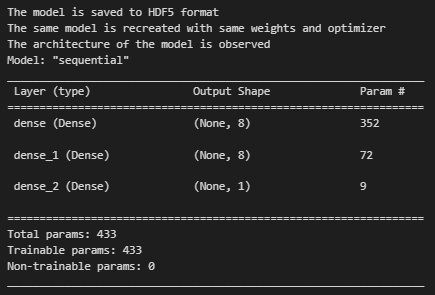 The model is saved to HDF5 format
The same model is recreated with same weights and optimizer
The architecture of the model is observed
Model: "sequential"
_________________________________________________________________
Layer (type) Output Shape Param #
=================================================================
dense (Dense) (None, 8) 352
dense_1 (Dense) (None, 8) 72
dense_2 (Dense) (None, 1) 9
=================================================================
Total params: 433
Trainable params: 433
Non-trainable params: 0
_________________________________________________________________